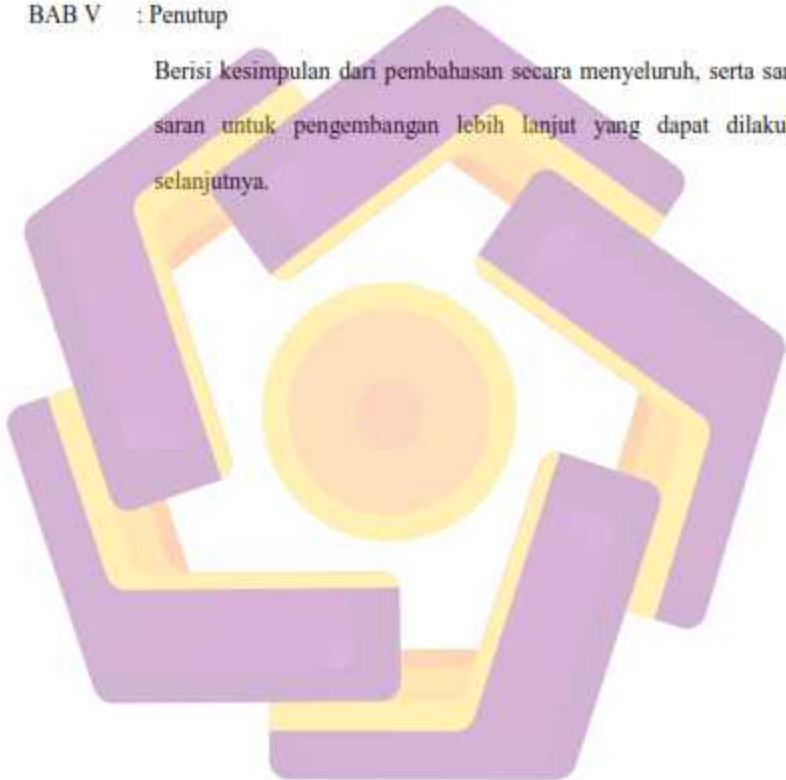 BAB V : Penutup
Berisi kesimpulan dari pembahasan secara menyeluruh, serta
saran untuk pengembangan lebih lanjut yang dapat
selanjutnya.